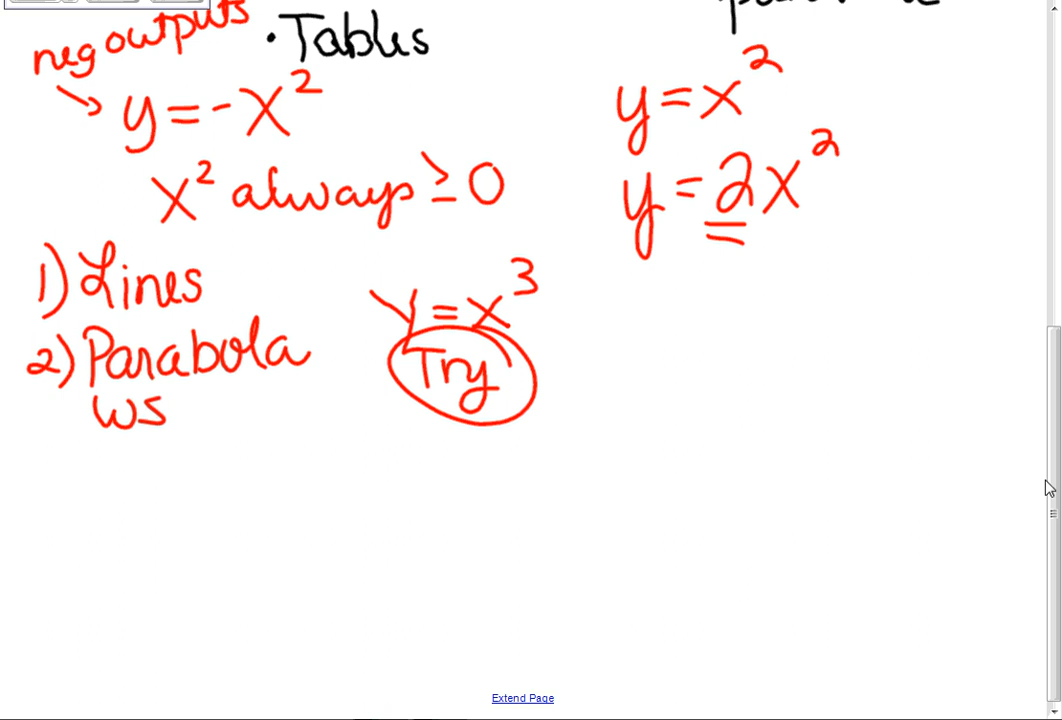 neg outputs
• Tables
y = -x²
x² always ≥ 0
1) Lines
2) Parabola
WS
y = x³
Try
y = x²
y = 2x²
Extend Page